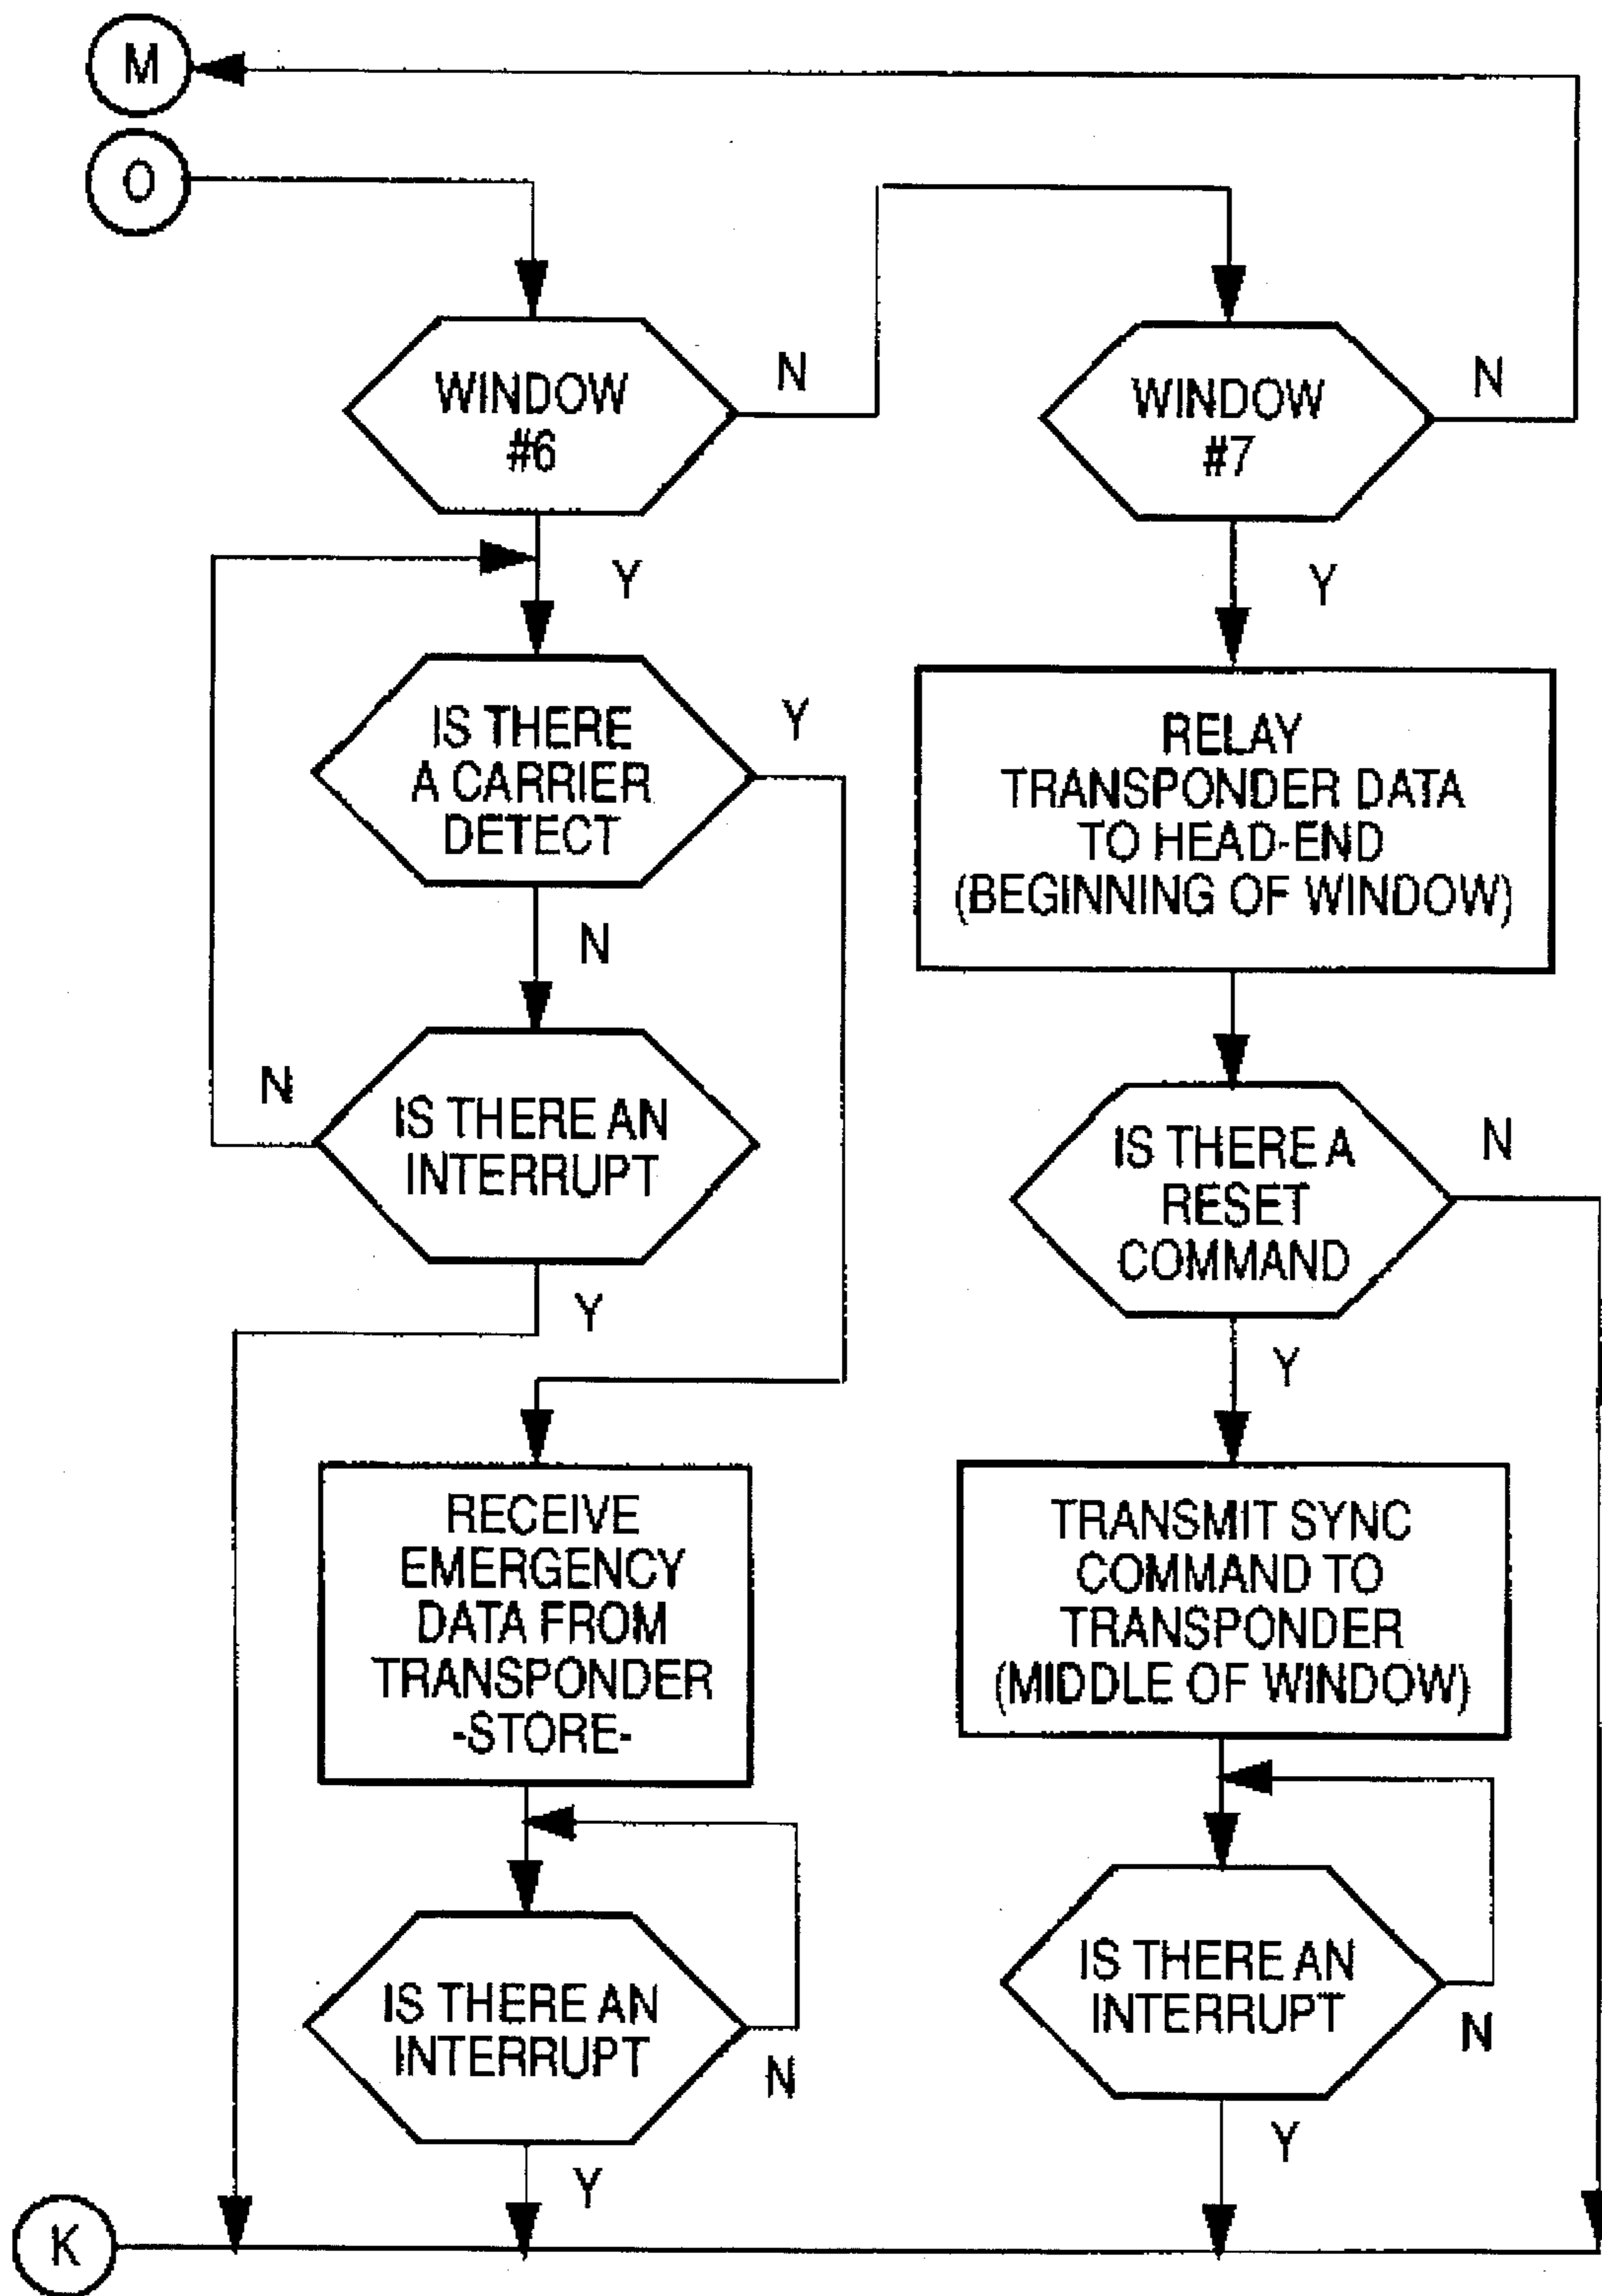 M
O
WINDOW
#6
N
Y
IS THERE
A CARRIER
DETECT
Y
N
IS THERE AN
INTERRUPT
N
Y
RECEIVE
EMERGENCY
DATA FROM
TRANSPONDER
-STORE-
IS THERE AN
INTERRUPT
N
Y
WINDOW
#7
N
Y
RELAY
TRANSPONDER DATA
TO HEAD-END
(BEGINNING OF WINDOW)
IS THERE A
RESET
COMMAND
N
Y
TRANSMIT SYNC
COMMAND TO
TRANSPONDER
(MIDDLE OF WINDOW)
IS THERE AN
INTERRUPT
N
Y
K